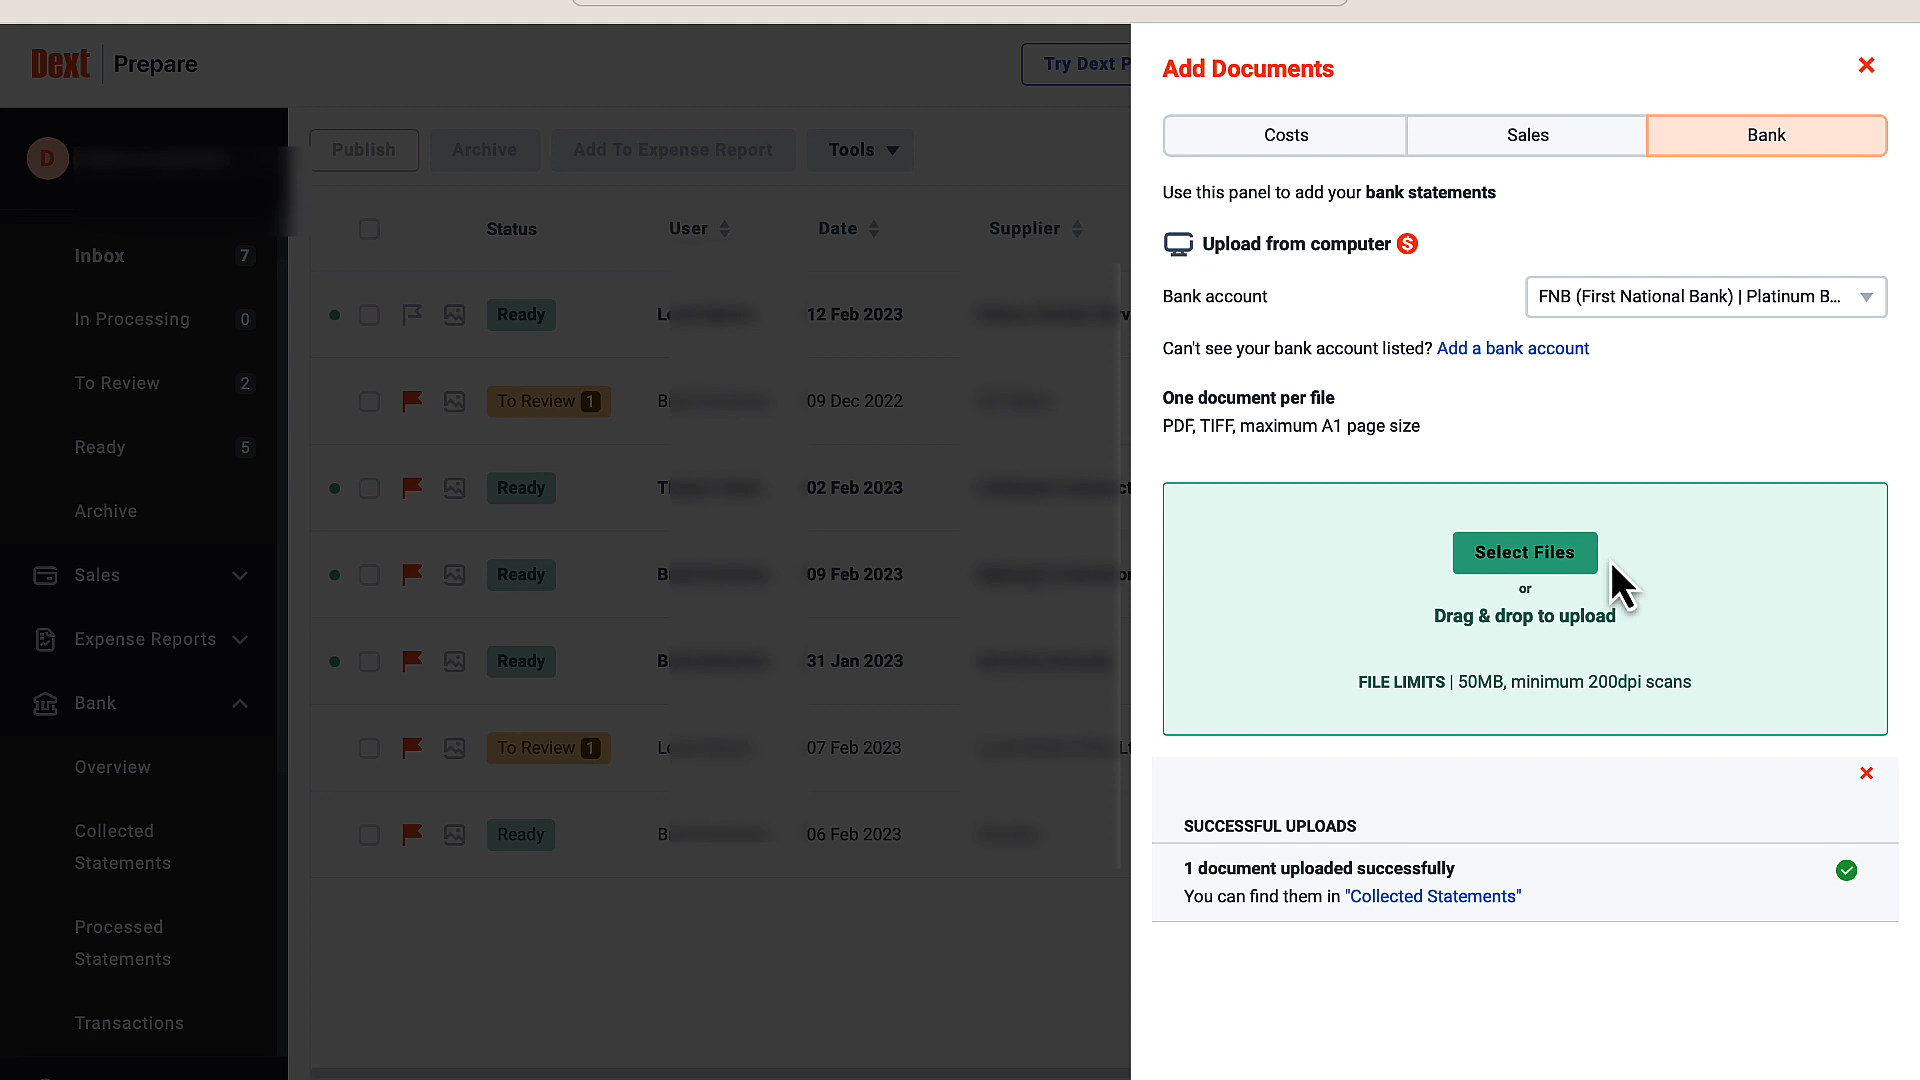 Dext Prepare
Try Dext P
D
Inbox 7
In Processing 0
To Review 2
Ready 5
Archive
Sales
Expense Reports
Bank
Overview
Collected
Statements
Processed
Statements
Transactions
Publish Archive Add To Expense Report Tools
Status User Date Supplier
Ready 12 Feb 2023
To Review 1 09 Dec 2022
Ready 02 Feb 2023
Ready 09 Feb 2023
Ready 31 Jan 2023
To Review 1 07 Feb 2023
Ready 06 Feb 2023
Add Documents
Costs Sales Bank
Use this panel to add your bank statements
Upload from computer $
Bank account FNB (First National Bank) | Platinum B...
Can't see your bank account listed? Add a bank account
One document per file
PDF, TIFF, maximum A1 page size
Select Files
or
Drag & drop to upload
FILE LIMITS | 50MB, minimum 200dpi scans
SUCCESSFUL UPLOADS
1 document uploaded successfully
You can find them in "Collected Statements"